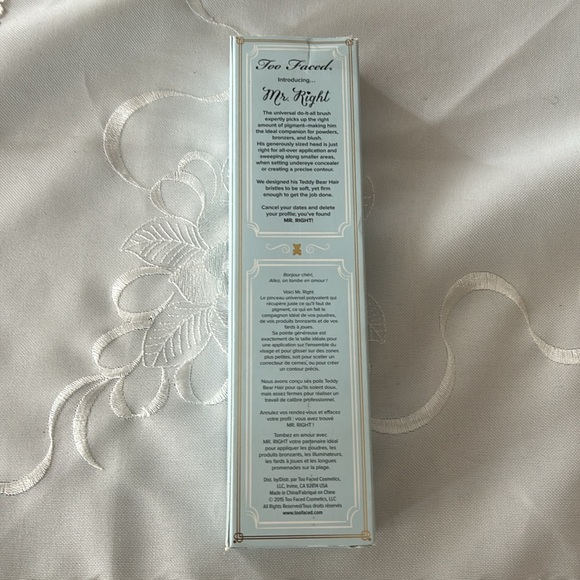 Too Faced.
Introducing...
Mr. Right
The universal do-it-all brush
expertly picks up the right
amount of pigment–making him
the ideal companion for powders,
bronzers, and blush.
His generously sized head is just
right for all-over application and
sweeping along smaller areas,
when setting undereye concealer
or creating a precise contour.
We designed his Teddy Bear Hair
bristles to be soft, yet firm
enough to get the job done.
Cancel your dates and delete
your profile; you've found
MR. RIGHT!
Bonjour chéri,
Allez, on tombe en amour !
Voici Mr. Right
Le pinceau universel polyvalent qui
récupère juste ce qu'il faut de
pigment, ce qui en fait le
compagnon idéal de vos poudres,
de vos produits bronzants et de vos
fards à joues.
Sa pointe généreuse est
exactement de la taille idéale pour
une application sur l'ensemble du
visage et pour glisser sur des zones
plus petites, soit pour sceller un
correcteur de cernes, ou pour créer
un contour précis.
Nous avons conçu ses poils Teddy
Bear Hair pour qu'ils soient doux,
mais assez fermes pour réaliser un
travail de calibre professionnel.
Annulez vos rendez-vous et effacez
votre profil : vous avez trouvé
MR. RIGHT !
Tombez en amour avec
MR. RIGHT votre partenaire idéal
pour appliquer les poudres, les
produits bronzants, les illuminateurs,
les fards à joues et les longues
promenades sur la plage.
Dist. by/Distr. par Too Faced Cosmetics,
LLC, Irvine, CA 92614 USA
Made in China/Fabriqué en Chine
© 2015 Too Faced Cosmetics, LLC
All Rights Reserved/Tous droits réservés
www.toofaced.com